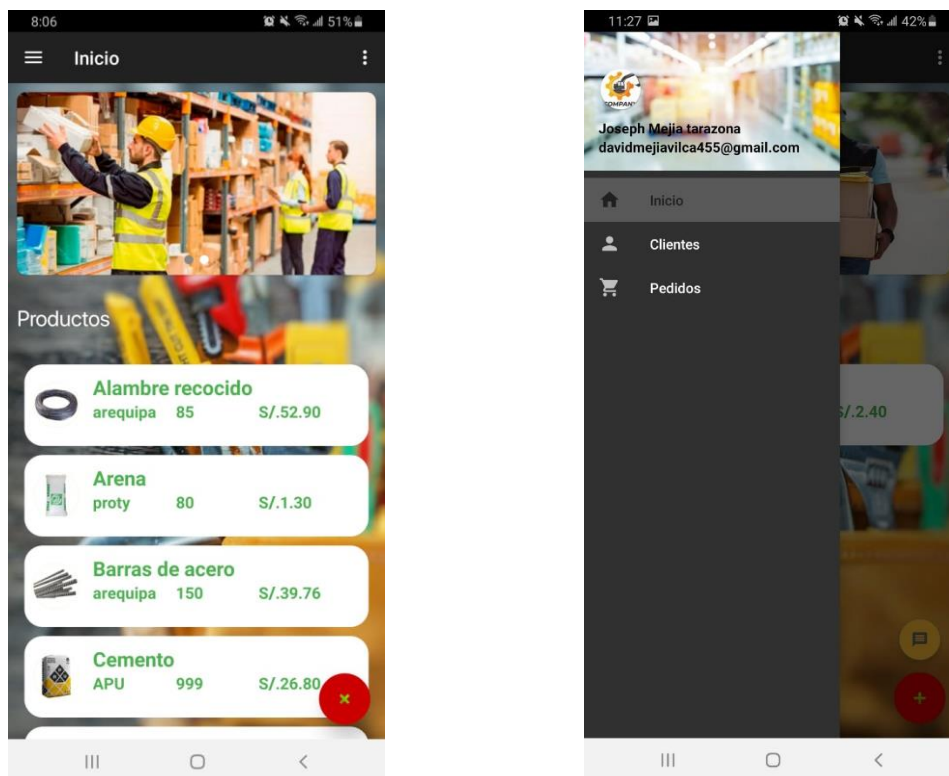 8:06
51%
Inicio
Productos
Alambre recocido
arequipa 85 S/.52.90
Arena
proty 80 S/.1.30
Barras de acero
arequipa 150 S/.39.76
Cemento
APU 999 S/.26.80
11:27
42%
COMPANY
Joseph Mejia tarazona
davidmejiavilca455@gmail.com
Inicio
Clientes
Pedidos
S/.2.40